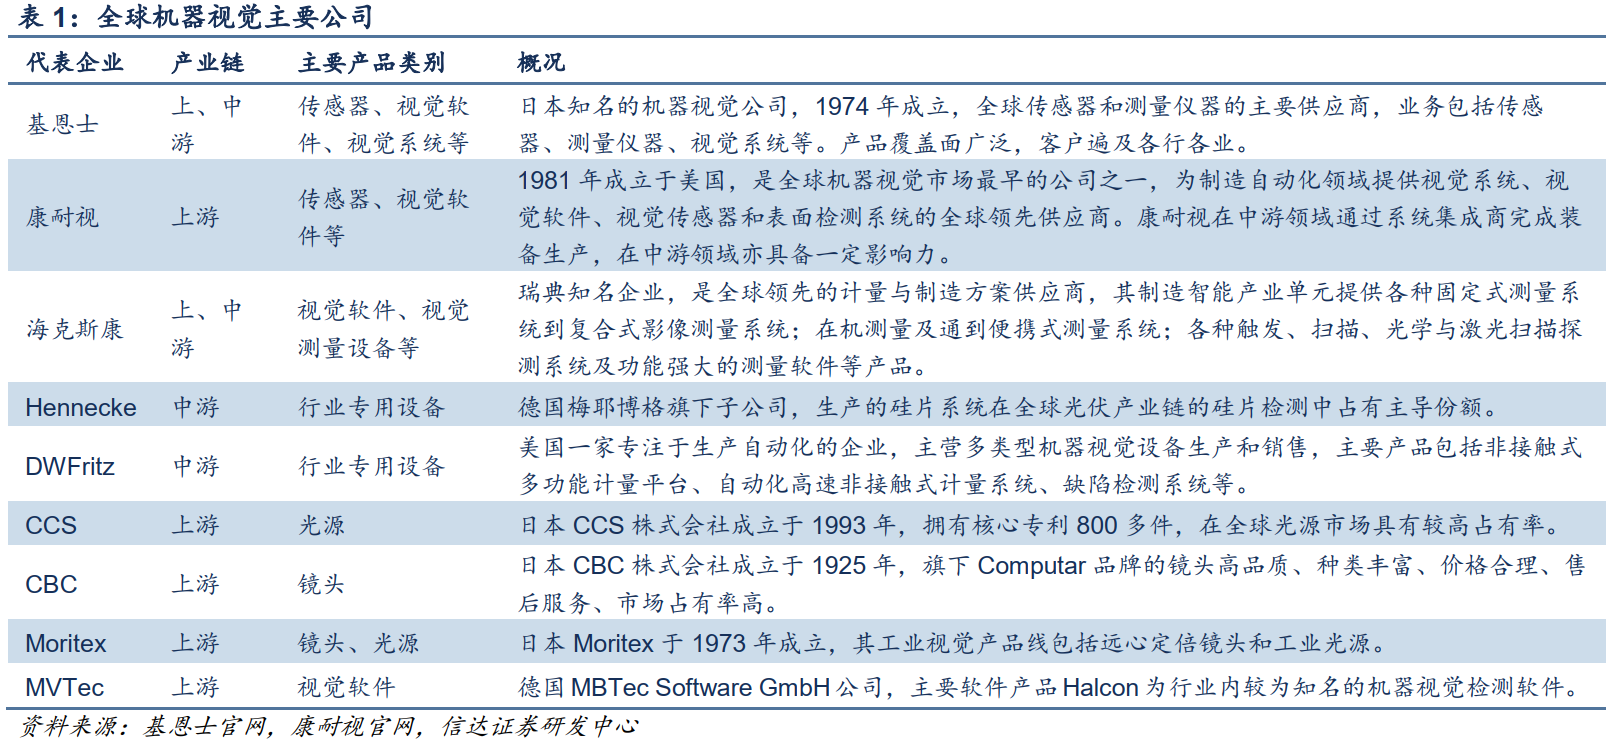 表 1：全球机器视觉主要公司
代表企业 产业链 主要产品类别 概况
基恩士 上、中游 传感器、视觉软件、视觉系统等 日本知名的机器视觉公司，1974 年成立，全球传感器和测量仪器的主要供应商，业务包括传感
器、测量仪器、视觉系统等。产品覆盖面广泛，客户遍及各行各业。
康耐视 上游 传感器、视觉软件等 1981 年成立于美国，是全球机器视觉市场最早的公司之一，为制造自动化领域提供视觉系统、视
觉软件、视觉传感器和表面检测系统的全球领先供应商。康耐视在中游领域通过系统集成商完成装
备生产，在中游领域亦具备一定影响力。
海克斯康 上、中游 视觉软件、视觉测量设备等 瑞典知名企业，是全球领先的计量与制造方案供应商，其制造智能产业单元提供各种固定式测量系
统到复合式影像测量系统；在机测量及通到便携式测量系统；各种触发、扫描、光学与激光扫描探
测系统及功能强大的测量软件等产品。
Hennecke 中游 行业专用设备 德国梅耶博格旗下子公司，生产的硅片系统在全球光伏产业链的硅片检测中占有主导份额。
DWFritz 中游 行业专用设备 美国一家专注于生产自动化的企业，主营多类型机器视觉设备生产和销售，主要产品包括非接触式
多功能计量平台、自动化高速非接触式计量系统、缺陷检测系统等。
CCS 上游 光源 日本 CCS 株式会社成立于 1993 年，拥有核心专利 800 多件，在全球光源市场具有较高占有率。
CBC 上游 镜头 日本 CBC 株式会社成立于 1925 年，旗下 Computar 品牌的镜头高品质、种类丰富、价格合理、售
后服务、市场占有率高。
Moritex 上游 镜头、光源 日本 Moritex 于 1973 年成立，其工业视觉产品线包括远心定倍镜头和工业光源。
MVTec 上游 视觉软件 德国 MBTec Software GmbH 公司，主要软件产品 Halcon 为行业内较为知名的机器视觉检测软件。
资料来源：基恩士官网，康耐视官网，信达证券研发中心